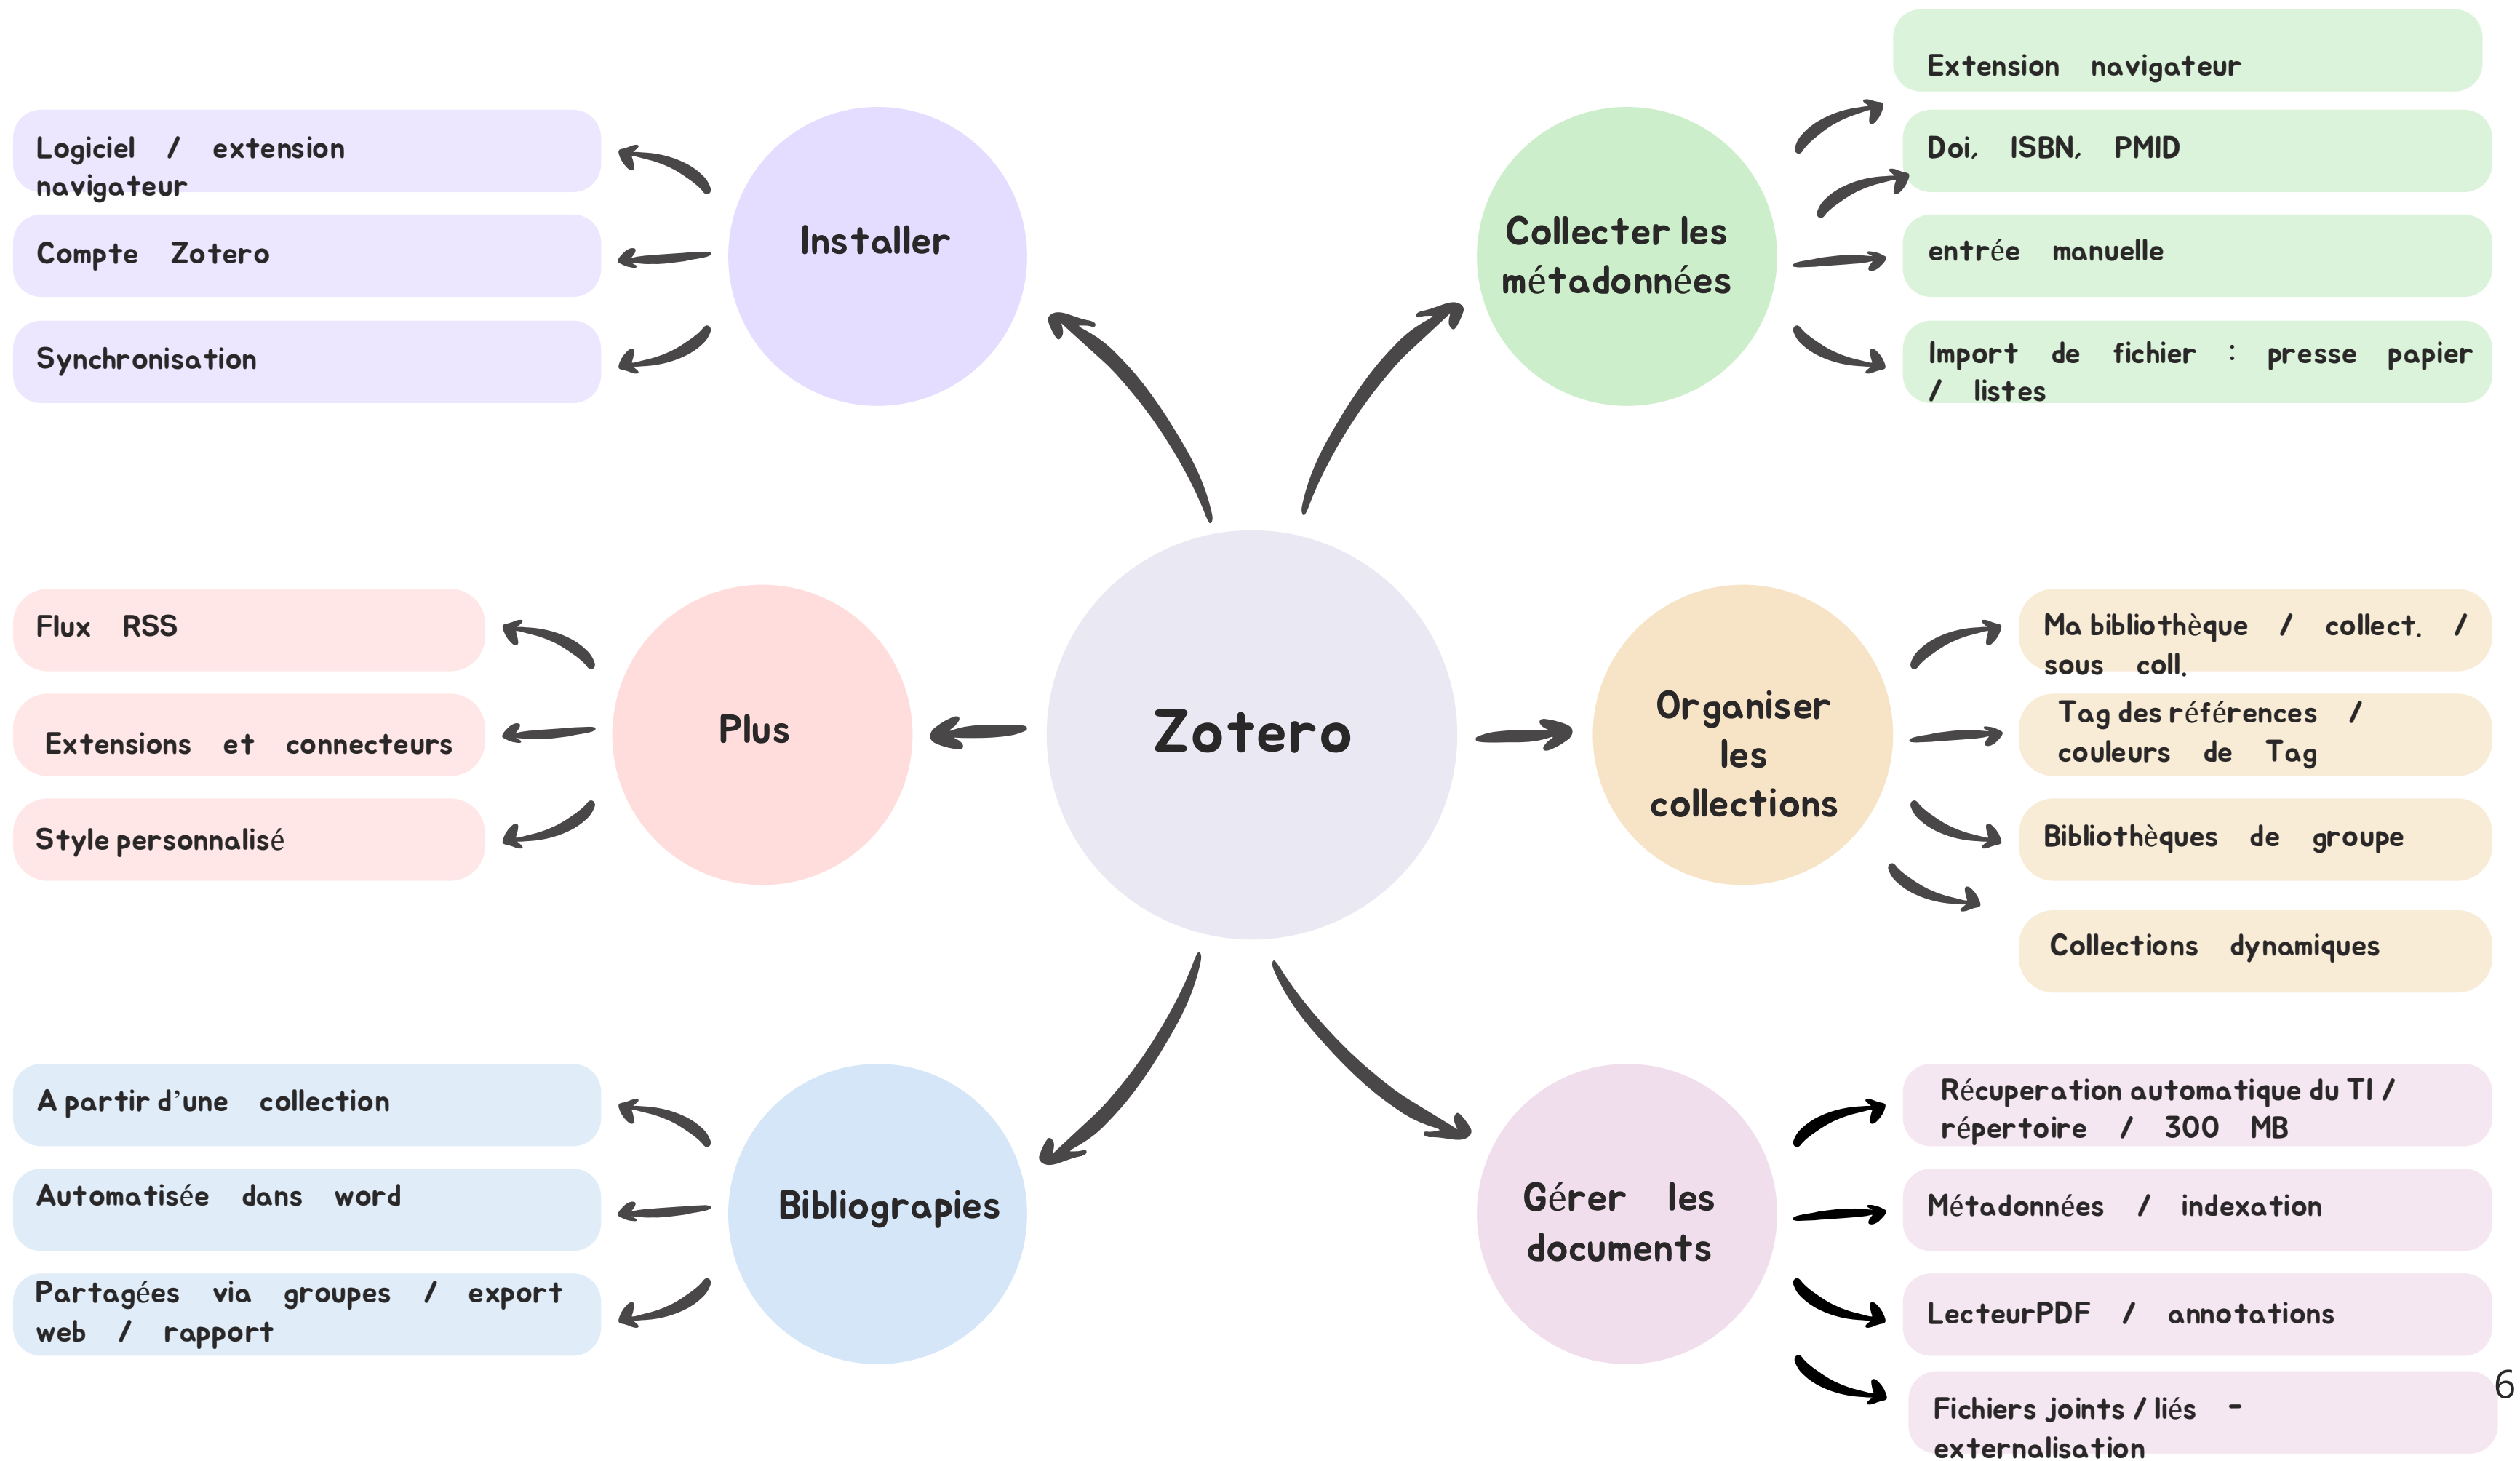 Extension navigateur
Logiciel / extension
navigateur
Compte Zotero
Synchronisation
Installer
Collecter les
métadonnées
Doi, ISBN, PMID
entrée manuelle
Import de fichier : presse papier
/ listes
Flux RSS
Extensions et connecteurs
Style personnalisé
Plus
Zotero
Organiser
les
collections
Ma bibliothèque / collect. /
sous coll.
Tag des références /
couleurs de Tag
Bibliothèques de groupe
Collections dynamiques
A partir d'une collection
Automatisée dans word
Partagées via groupes / export
web / rapport
Bibliograpies
Gérer les
documents
Récuperation automatique du TI /
répertoire / 300 MB
Métadonnées / indexation
LecteurPDF / annotations
Fichiers joints / liés -
externalisation
6